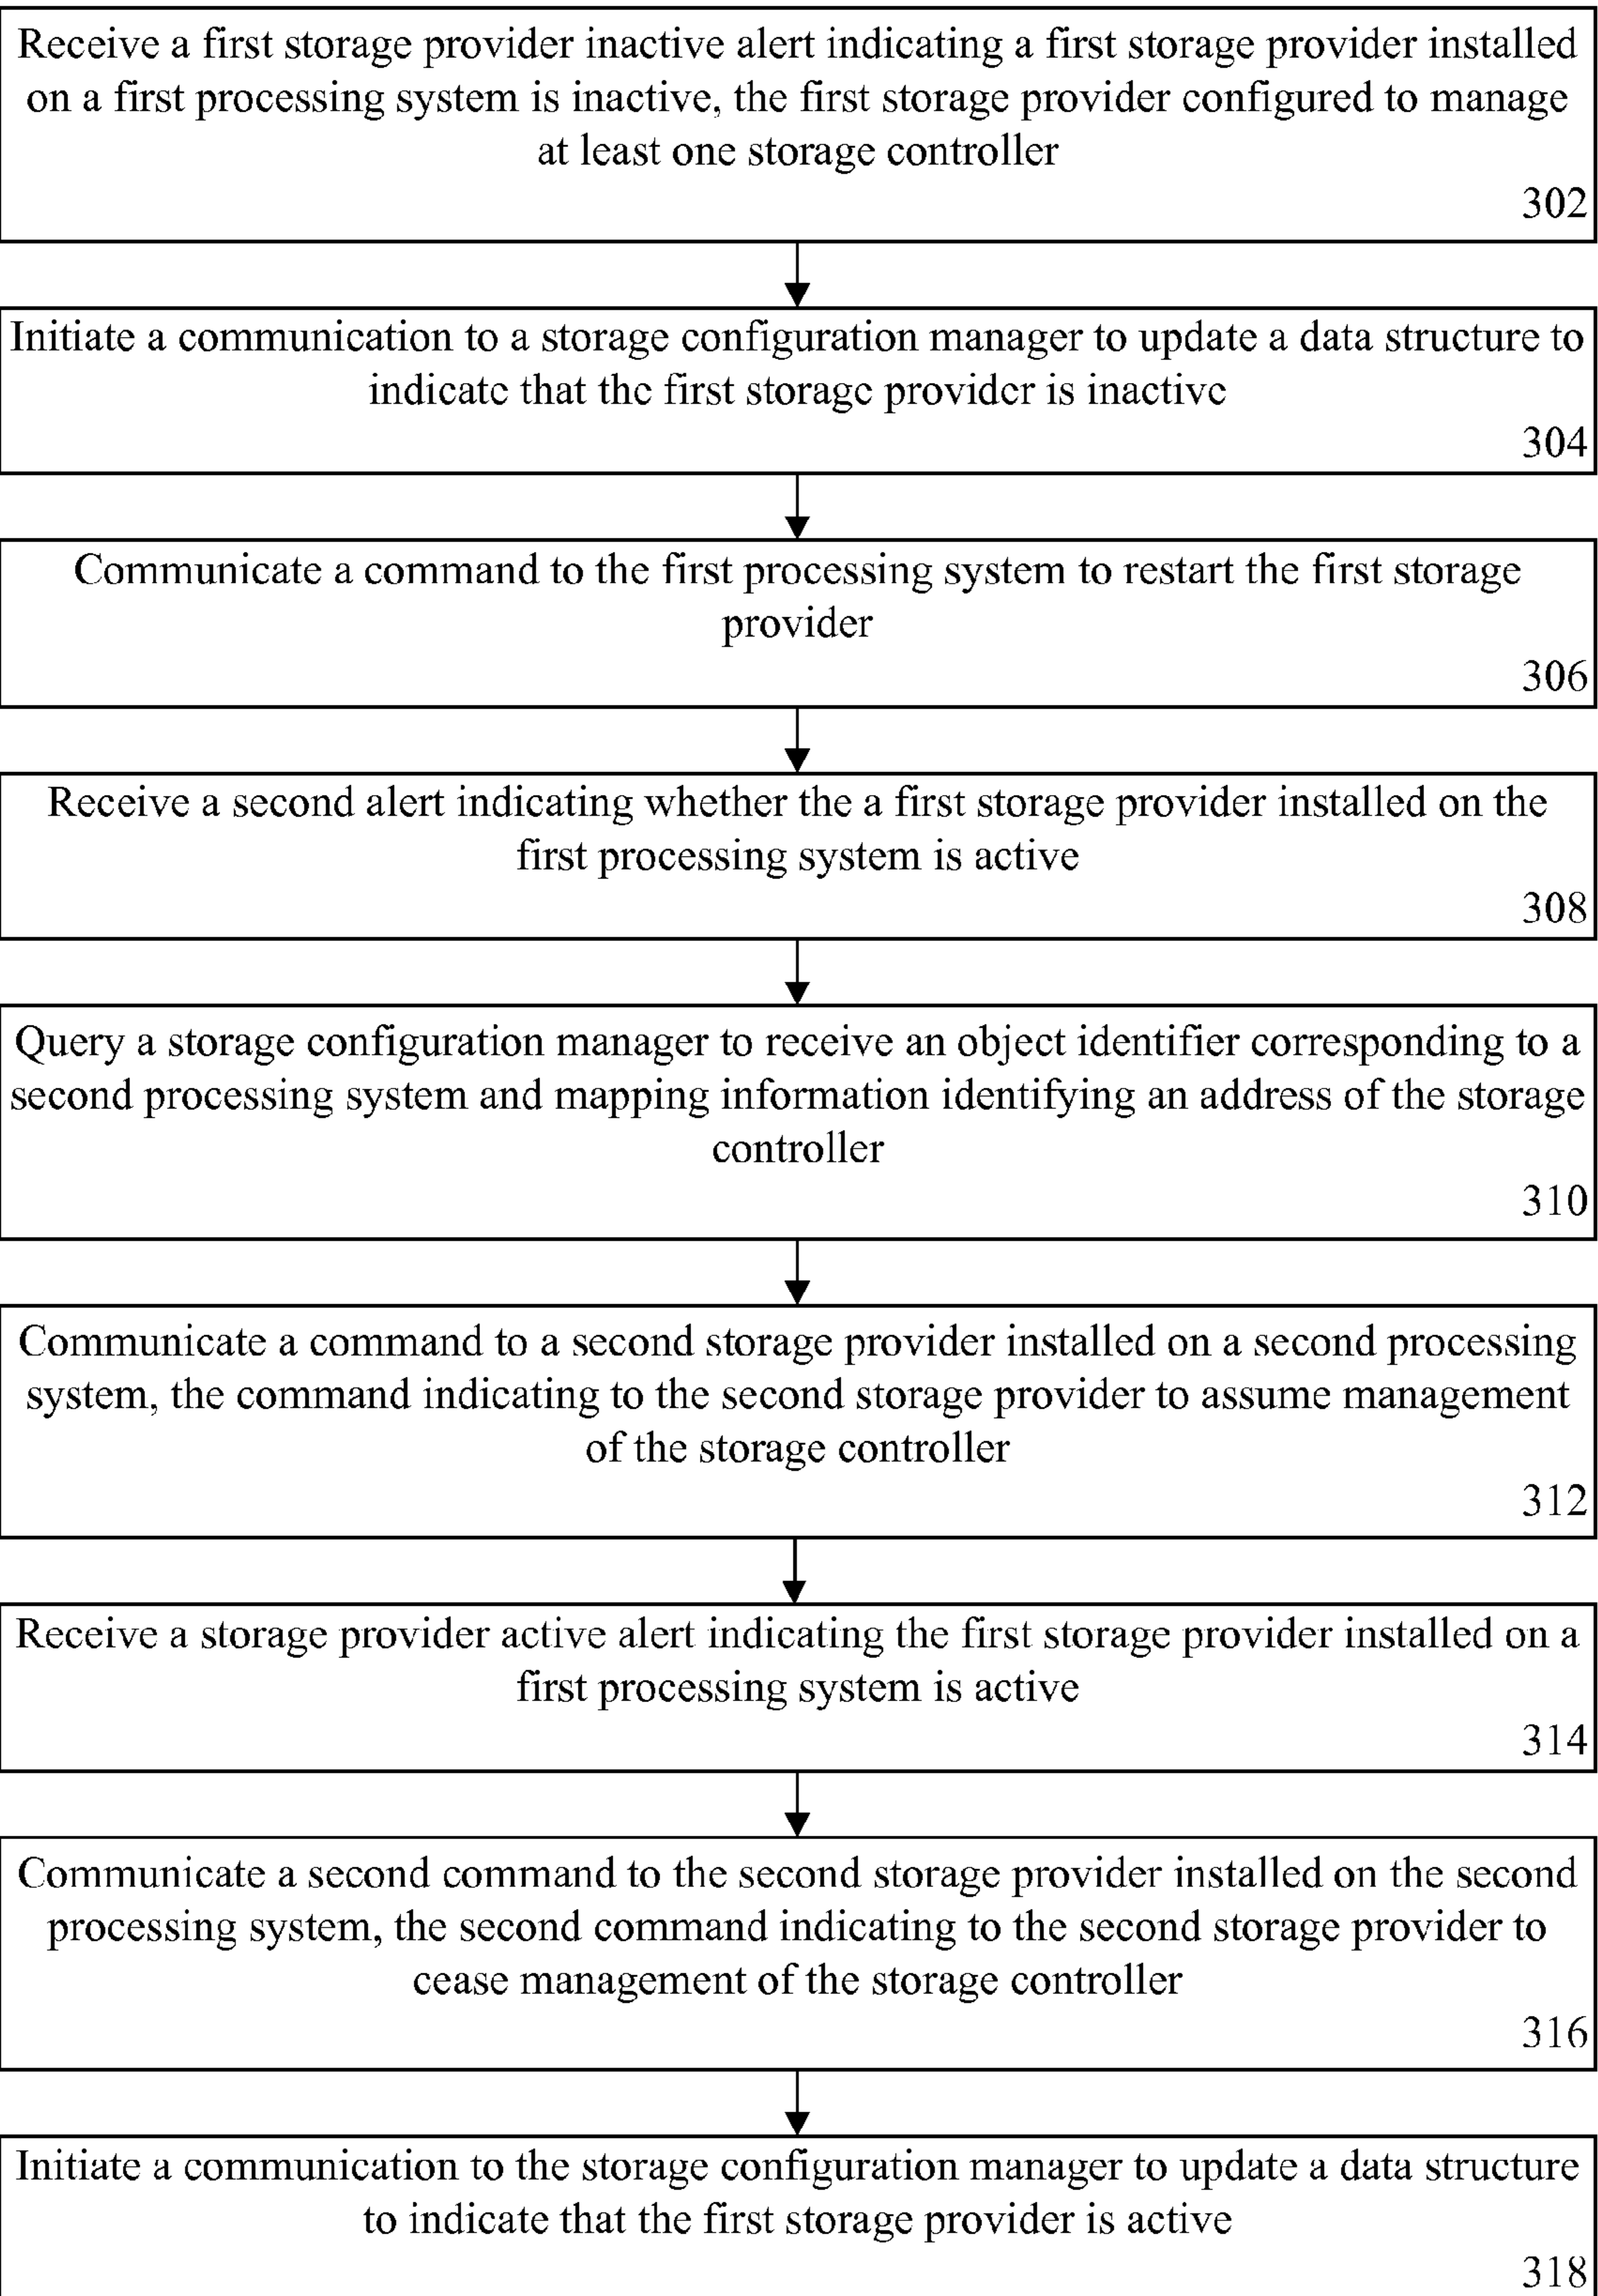 Receive a first storage provider inactive alert indicating a first storage provider installed
on a first processing system is inactive, the first storage provider configured to manage
at least one storage controller
302
Initiate a communication to a storage configuration manager to update a data structure to
indicate that the first storage provider is inactive
304
Communicate a command to the first processing system to restart the first storage
provider
306
Receive a second alert indicating whether the a first storage provider installed on the
first processing system is active
308
Query a storage configuration manager to receive an object identifier corresponding to a
second processing system and mapping information identifying an address of the storage
controller
310
Communicate a command to a second storage provider installed on a second processing
system, the command indicating to the second storage provider to assume management
of the storage controller
312
Receive a storage provider active alert indicating the first storage provider installed on a
first processing system is active
314
Communicate a second command to the second storage provider installed on the second
processing system, the second command indicating to the second storage provider to
cease management of the storage controller
316
Initiate a communication to the storage configuration manager to update a data structure
to indicate that the first storage provider is active
318